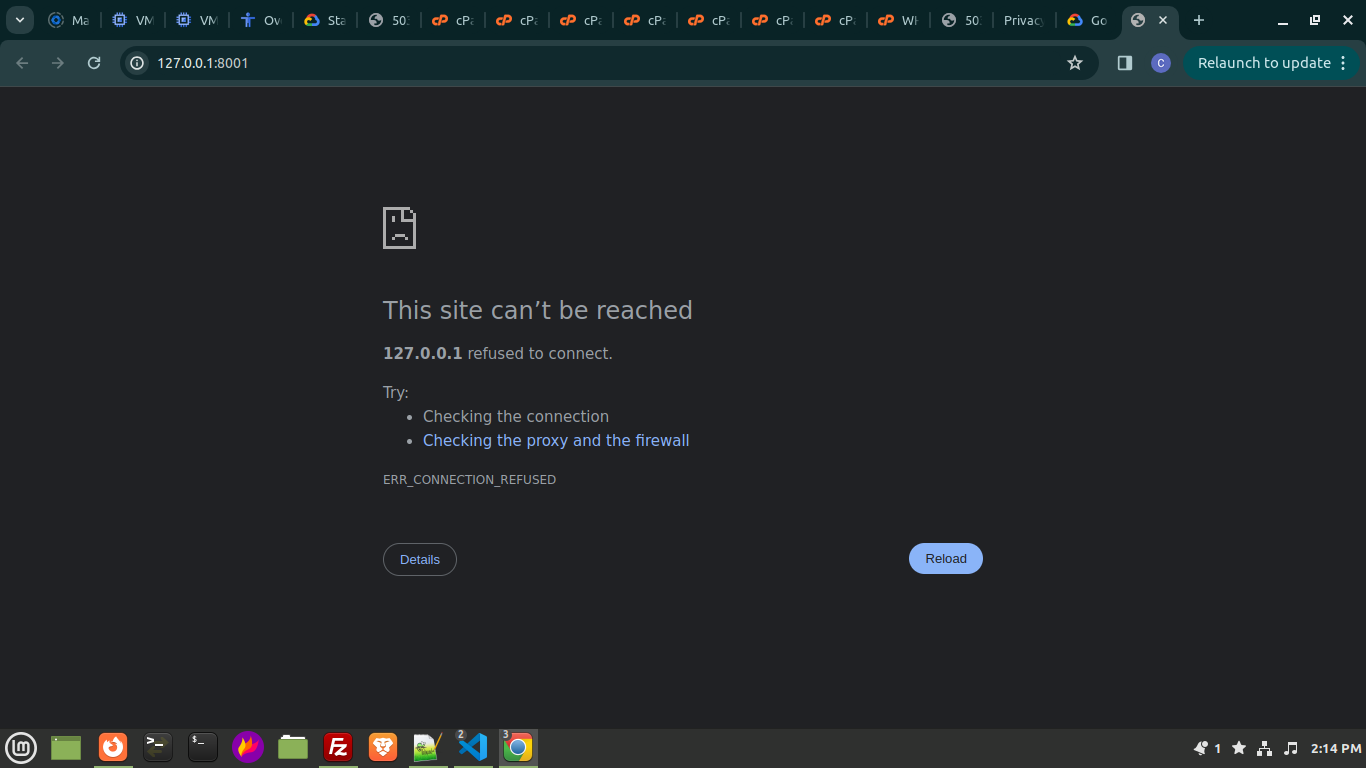 Ma
VM
VM
Ov
Sta
503
cPa
cPa
cPa
cPa
cPa
cPa
cPa
WH
503
Privacy
Go
127.0.0.1:8001
C
Relaunch to update
This site can’t be reached
127.0.0.1 refused to connect.
Try:
• Checking the connection
• Checking the proxy and the firewall
ERR_CONNECTION_REFUSED
Details
Reload
2
3
1
2:14 PM